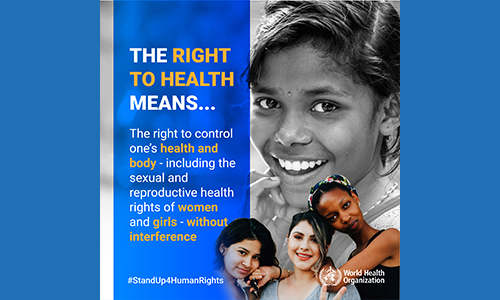 THE RIGHT
TO HEALTH
MEANS...
The right to control
one's health and
body - including the
sexual and
reproductive health
rights of women
and girls - without
interference
#StandUp4HumanRights
World Health
Organization